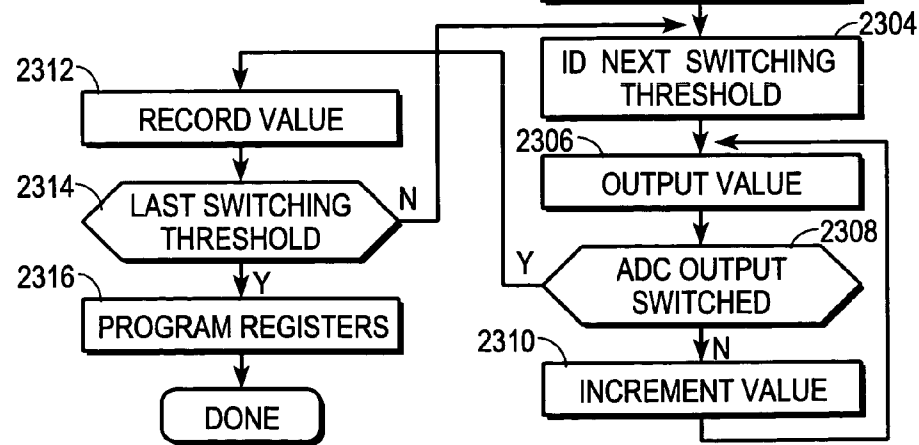 2304
ID NEXT SWITCHING
THRESHOLD
2306
OUTPUT VALUE
2308
ADC OUTPUT
SWITCHED
Y
N
2310
INCREMENT VALUE
2312
RECORD VALUE
2314
LAST SWITCHING
THRESHOLD
N
Y
2316
PROGRAM REGISTERS
DONE